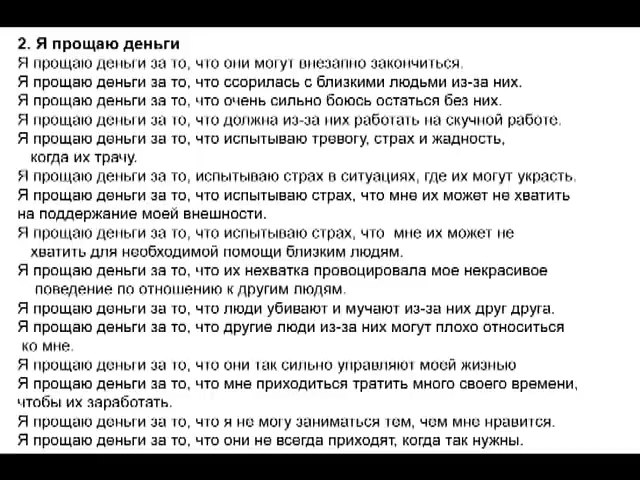 2. Я прощаю деньги
Я прощаю деньги за то, что они могут внезапно закончиться.
Я прощаю деньги за то, что ссорилась с близкими людьми из-за них.
Я прощаю деньги за то, что очень сильно боюсь остаться без них.
Я прощаю деньги за то, что должна из-за них работать на скучной работе.
Я прощаю деньги за то, что испытываю тревогу, страх и жадность,
когда их трачу.
Я прощаю деньги за то, испытываю страх в ситуациях, где их могут украсть.
Я прощаю деньги за то, что испытываю страх, что мне их может не хватить
на поддержание моей внешности.
Я прощаю деньги за то, что испытываю страх, что мне их может не
хватить для необходимой помощи близким людям.
Я прощаю деньги за то, что их нехватка провоцировала мое некрасивое
поведение по отношению к другим людям.
Я прощаю деньги за то, что люди убивают и мучают из-за них друг друга.
Я прощаю деньги за то, что другие люди из-за них могут плохо относиться
ко мне.
Я прощаю деньги за то, что они так сильно управляют моей жизнью
Я прощаю деньги за то, что мне приходиться тратить много своего времени,
чтобы их заработать.
Я прощаю деньги за то, что я не могу заниматься тем, чем мне нравится.
Я прощаю деньги за то, что они не всегда приходят, когда так нужны.